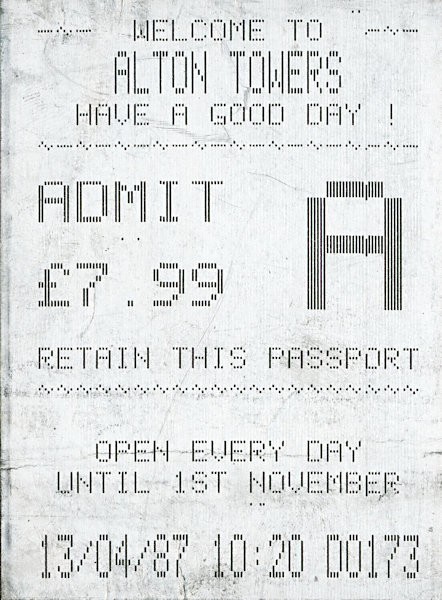 WELCOME TO
ALTON TOWERS
HAVE A GOOD DAY !
ADMIT A
£7.99
RETAIN THIS PASSPORT
OPEN EVERY DAY
UNTIL 1ST NOVEMBER
13/04/87 10:20 00173